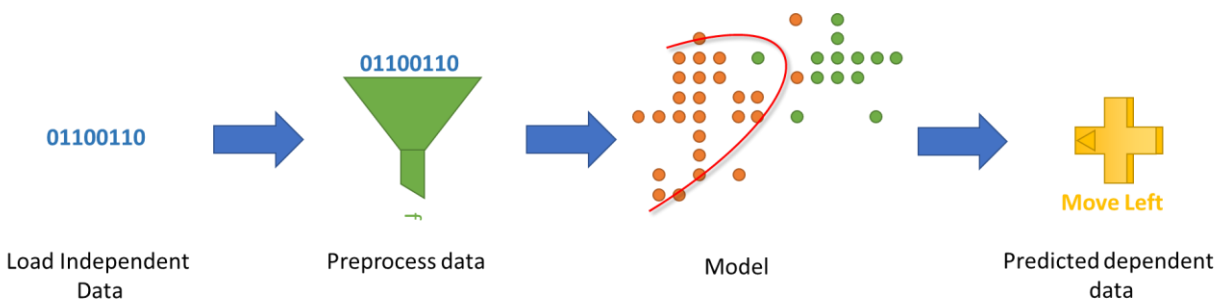 01100110
01100110
f
Move Left
Load Independent
Data
Preprocess data
Model
Predicted dependent
data